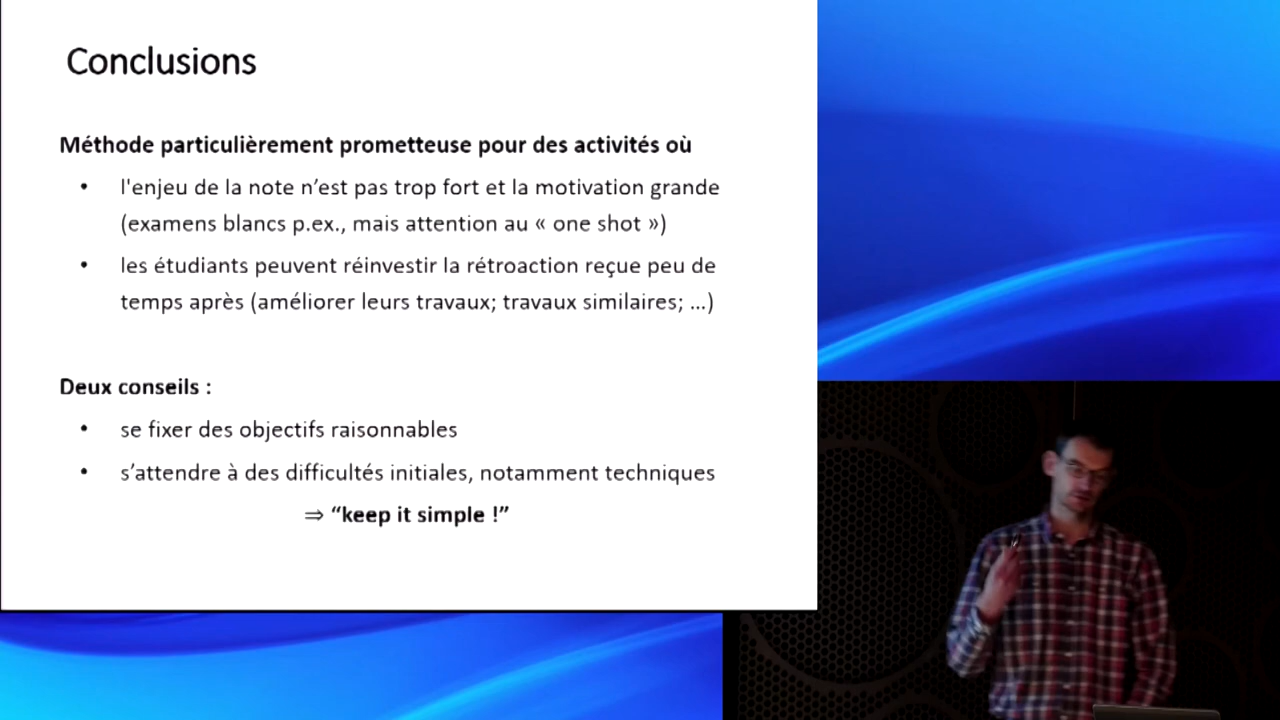 Conclusions
Méthode particulièrement prometteuse pour des activités où
• l'enjeu de la note n’est pas trop fort et la motivation grande
(examens blancs p.ex., mais attention au « one shot »)
• les étudiants peuvent réinvestir la rétroaction reçue peu de
temps après (améliorer leurs travaux; travaux similaires; ...)
Deux conseils :
• se fixer des objectifs raisonnables
• s’attendre à des difficultés initiales, notamment techniques
⇒ “keep it simple !”